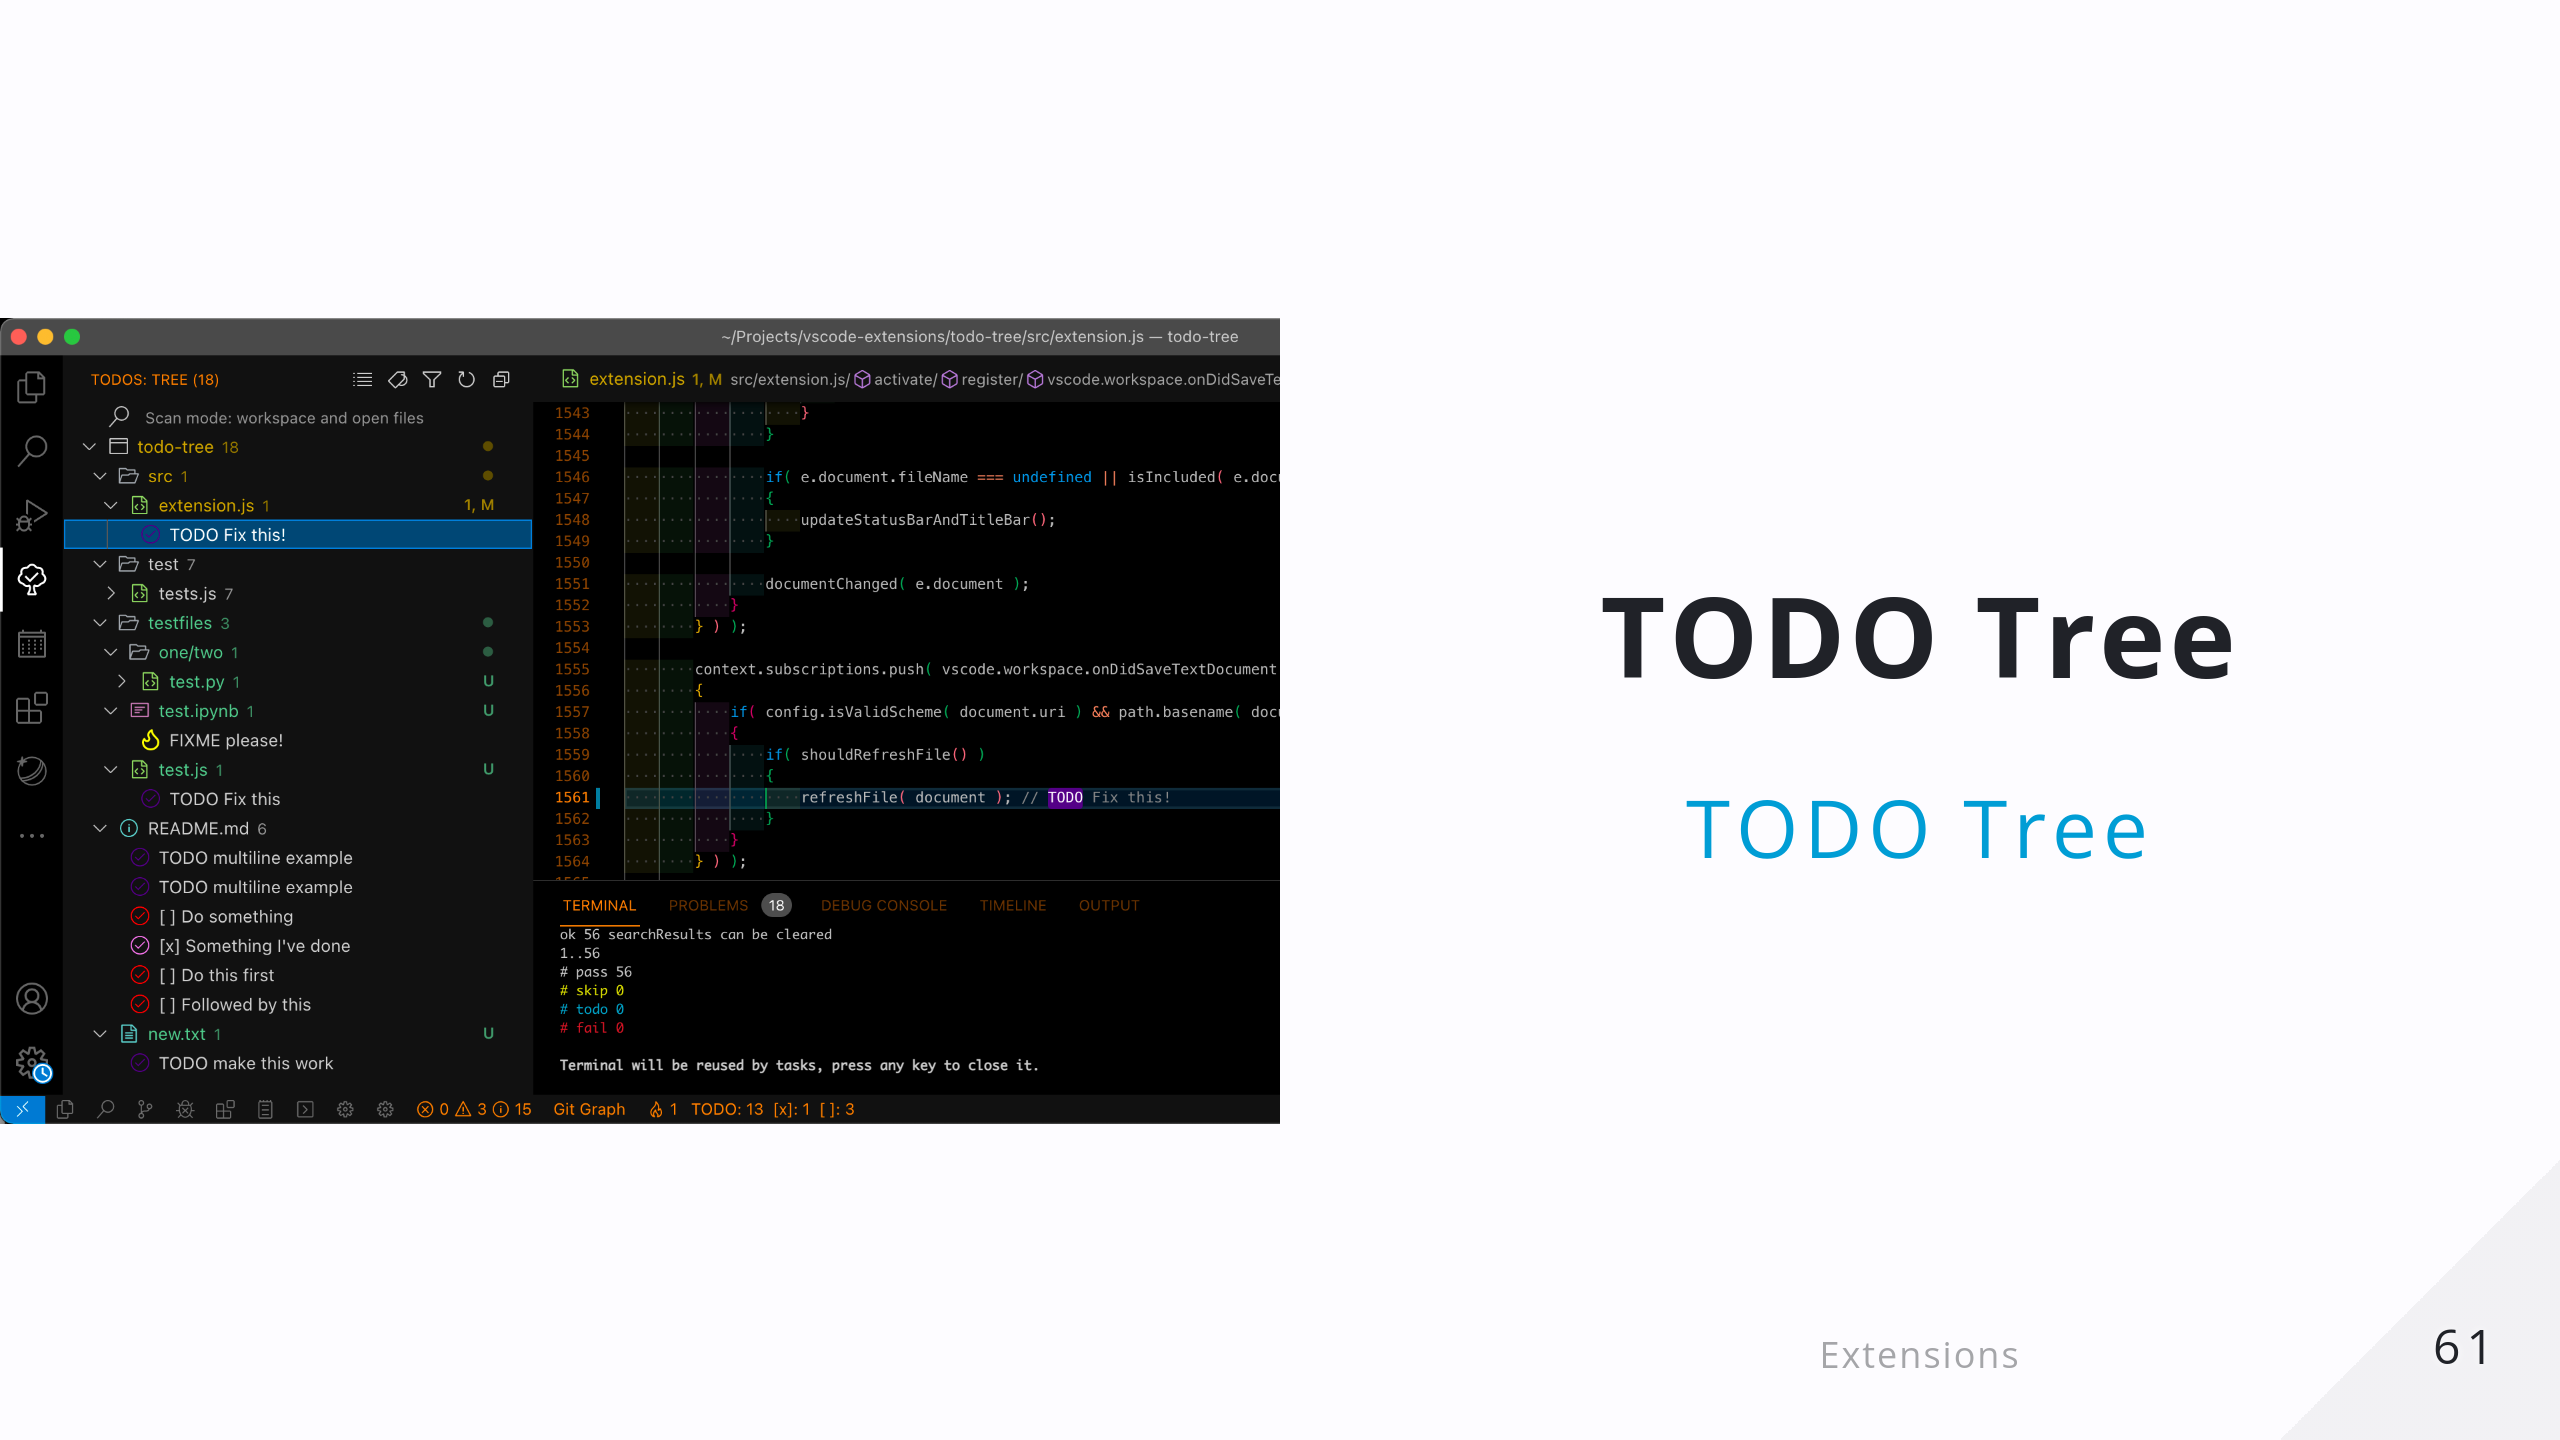 ~/Projects/vscode-extensions/todo-tree/src/extension.js — todo-tree
TODOS: TREE (18)
Scan mode: workspace and open files
todo-tree 18
src 1
extension.js 1 1, M
TODO Fix this!
test 7
tests.js 7
testfiles 3
one/two 1
test.py 1 U
test.ipynb 1 U
FIXME please!
test.js 1 U
TODO Fix this
README.md 6
TODO multiline example
TODO multiline example
[ ] Do something
[x] Something I've done
[ ] Do this first
[ ] Followed by this
new.txt 1 U
TODO make this work
extension.js 1, M src/extension.js/ activate/ register/ vscode.workspace.onDidSaveTe
1543 }
1544 }
1545
1546 if( e.document.fileName === undefined || isIncluded( e.docu
1547 {
1548 updateStatusBarAndTitleBar();
1549 }
1550
1551 documentChanged( e.document );
1552 }
1553 } ) );
1554
1555 context.subscriptions.push( vscode.workspace.onDidSaveTextDocument
1556 {
1557 if( config.isValidScheme( document.uri ) && path.basename( docu
1558 {
1559 if( shouldRefreshFile() )
1560 {
1561 refreshFile( document ); // TODO Fix this!
1562 }
1563 }
1564 } ) );
TERMINAL PROBLEMS 18 DEBUG CONSOLE TIMELINE OUTPUT
ok 56 searchResults can be cleared
1..56
# pass 56
# skip 0
# todo 0
# fail 0
Terminal will be reused by tasks, press any key to close it.
0 3 15 Git Graph 1 TODO: 13 [x]: 1 [ ]: 3
TODO Tree
TODO Tree
Extensions
61